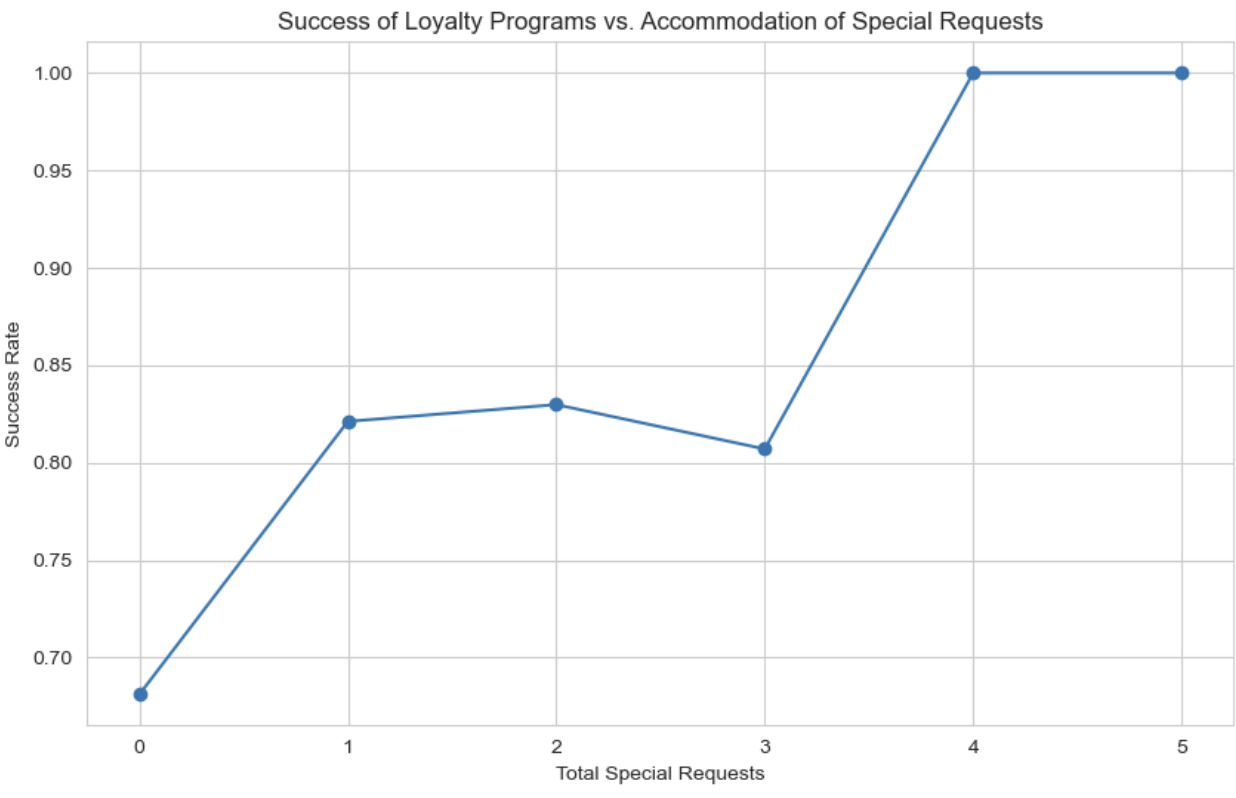 Success of Loyalty Programs vs. Accommodation of Special Requests
1.00
0.95
0.90
0.85
0.80
0.75
0.70
Success Rate
0 1 2 3 4 5
Total Special Requests